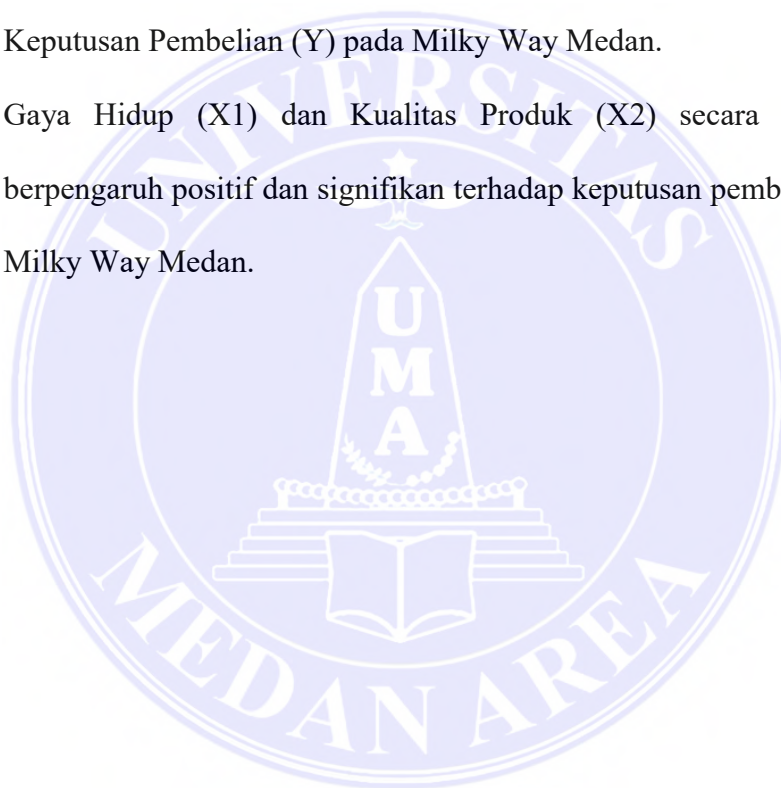 Keputusan Pembelian (Y) pada Milky Way Medan.
Gaya Hidup (X1) dan Kualitas Produk (X2) secara
berpengaruh positif dan signifikan terhadap keputusan pemb
Milky Way Medan.
UNIVERSITAS
UMA
MEDAN AREA